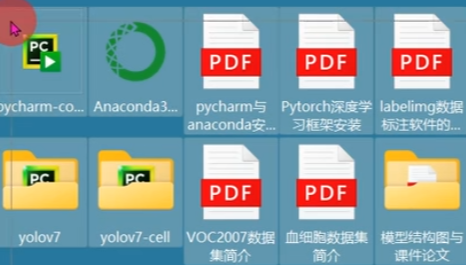 PC
PDF
PDF
PDF
pycharm-co...
Anaconda3...
pycharm与
anaconda安...
Pytorch深度学
习框架安装
labelimg数据
标注软件的...
PC
PC
PDF
PDF
yolov7
yolov7-cell
VOC2007数据
集简介
血细胞数据集
简介
模型结构图与
课件论文